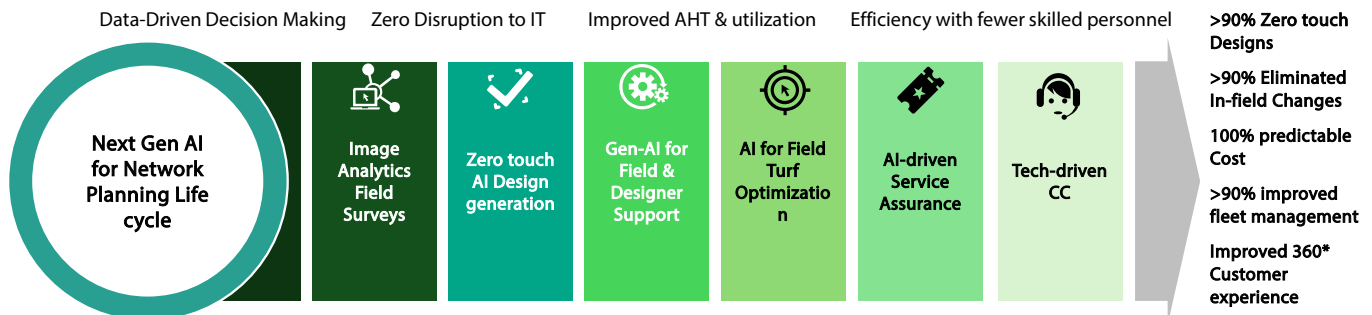 Data-Driven Decision Making
Zero Disruption to IT
Improved AHT & utilization
Efficiency with fewer skilled personnel
Next Gen AI
for Network
Planning Life
cycle
Image
Analytics
Field
Surveys
Zero touch
AI Design
generation
Gen-AI for
Field &
Designer
Support
AI for Field
Turf
Optimizatio
n
AI-driven
Service
Assurance
Tech-driven
CC
>90% Zero touch
Designs
>90% Eliminated
In-field Changes
100% predictable
Cost
>90% improved
fleet management
Improved 360*
Customer
experience